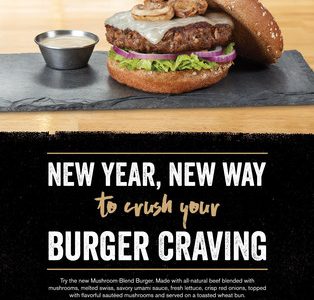 NEW YEAR, NEW WAY
to crush your
BURGER CRAVING
Try the new Mushroom Blend Burger. Made with all natural beef blended with
mushrooms, melted swiss, savory umami sauce, fresh lettuce, crisp red onions, topped
with flavorful sautéed mushrooms and served on a toasted wheat bun.